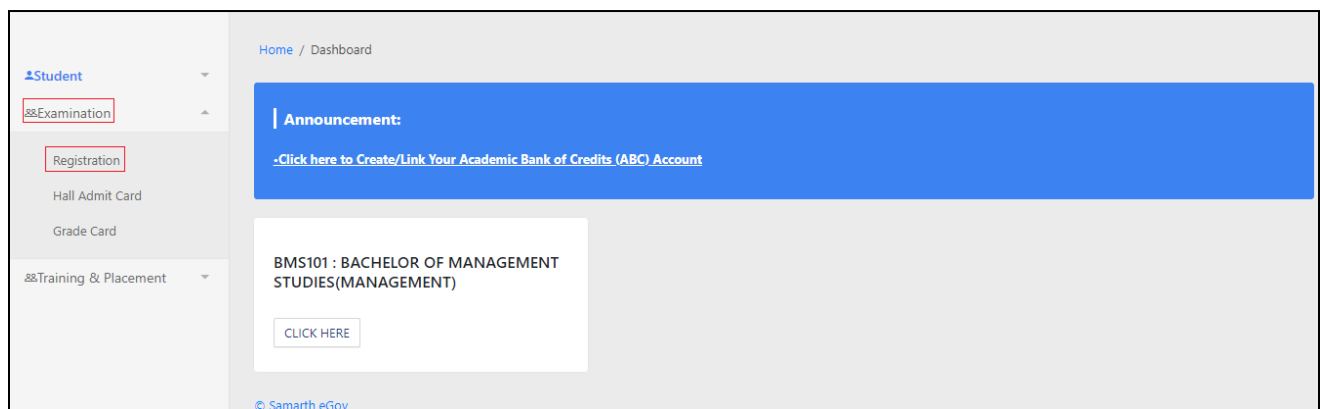 Student
Examination
Registration
Hall Admit Card
Grade Card
Training & Placement
Home / Dashboard
Announcement:
•Click here to Create/Link Your Academic Bank of Credits (ABC) Account
BMS101 : BACHELOR OF MANAGEMENT
STUDIES(MANAGEMENT)
CLICK HERE
© Samarth eGov